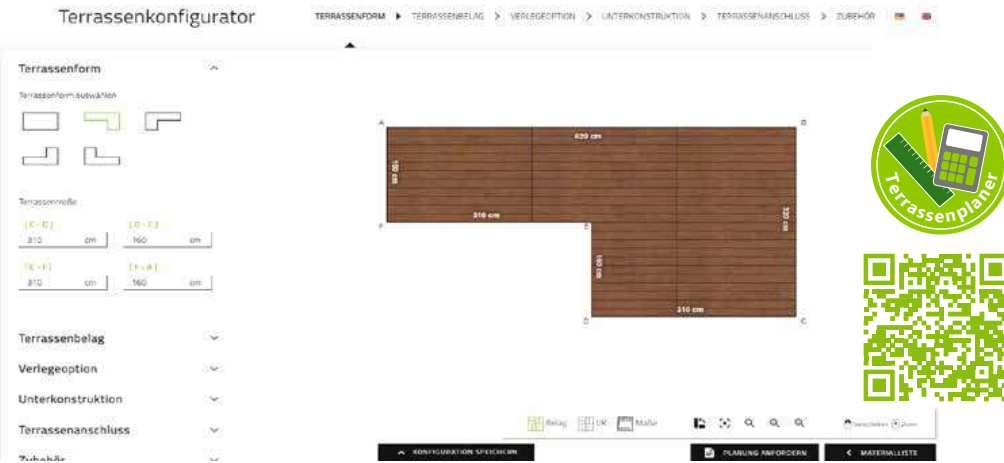 Terrassenkonfigurator
TERRASSENFORM > TERRASSENBELAG > VERLEGEOPTION > UNTERKONSTRUKTION > TERRASSENANSCHLUSS > ZUBEHÖR
Terrassenform
Terrassenform auswählen
Terrassenmaße
[C-D] [D-E]
310 cm 160 cm
[E-F] [F-A]
310 cm 160 cm
Terrassenbelag
Verlegeoption
Unterkonstruktion
Terrassenanschluss
Zubehör
A B
620 cm
160 cm
320 cm
310 cm
F E
160 cm
310 cm
D C
Terrassenplaner
Belag UK Maße
Verschieben Zoom
KONFIGURATION SPEICHERN
PLANUNG ANFORDERN
< MATERIALLISTE